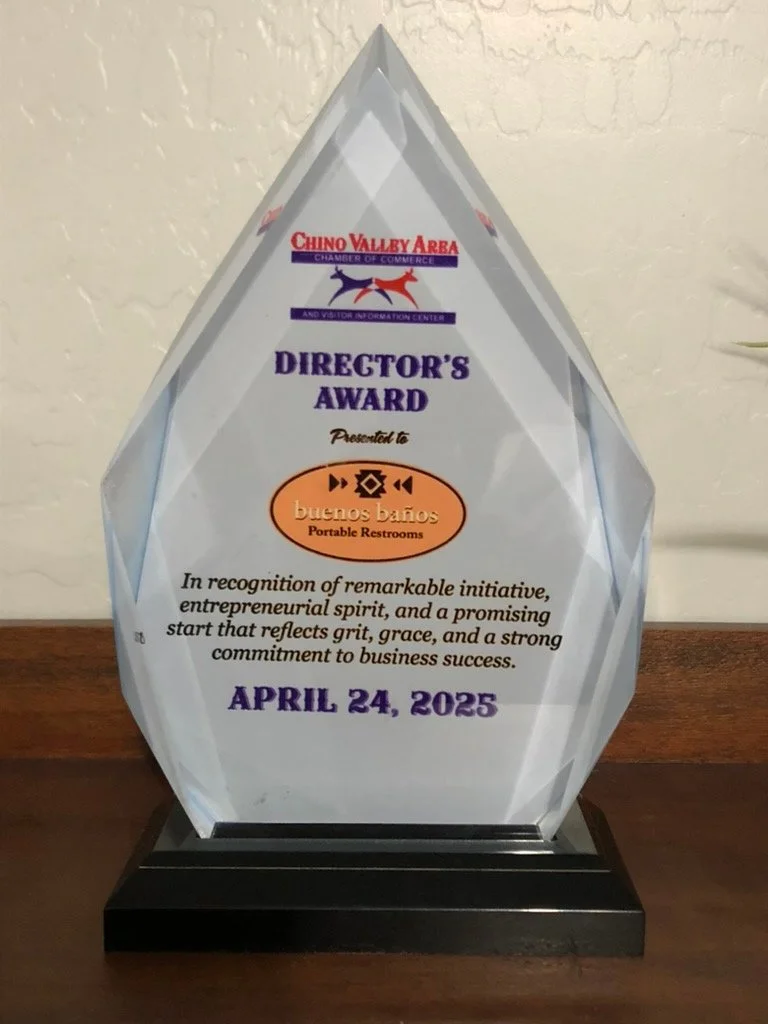 CHINO VALLEY AREA
CHAMBER OF COMMERCE
AND VISITOR INFORMATION CENTER
DIRECTOR'S
AWARD
Presented to
buenos baños
Portable Restrooms
In recognition of remarkable initiative,
entrepreneurial spirit, and a promising
start that reflects grit, grace, and a strong
commitment to business success.
APRIL 24, 2025